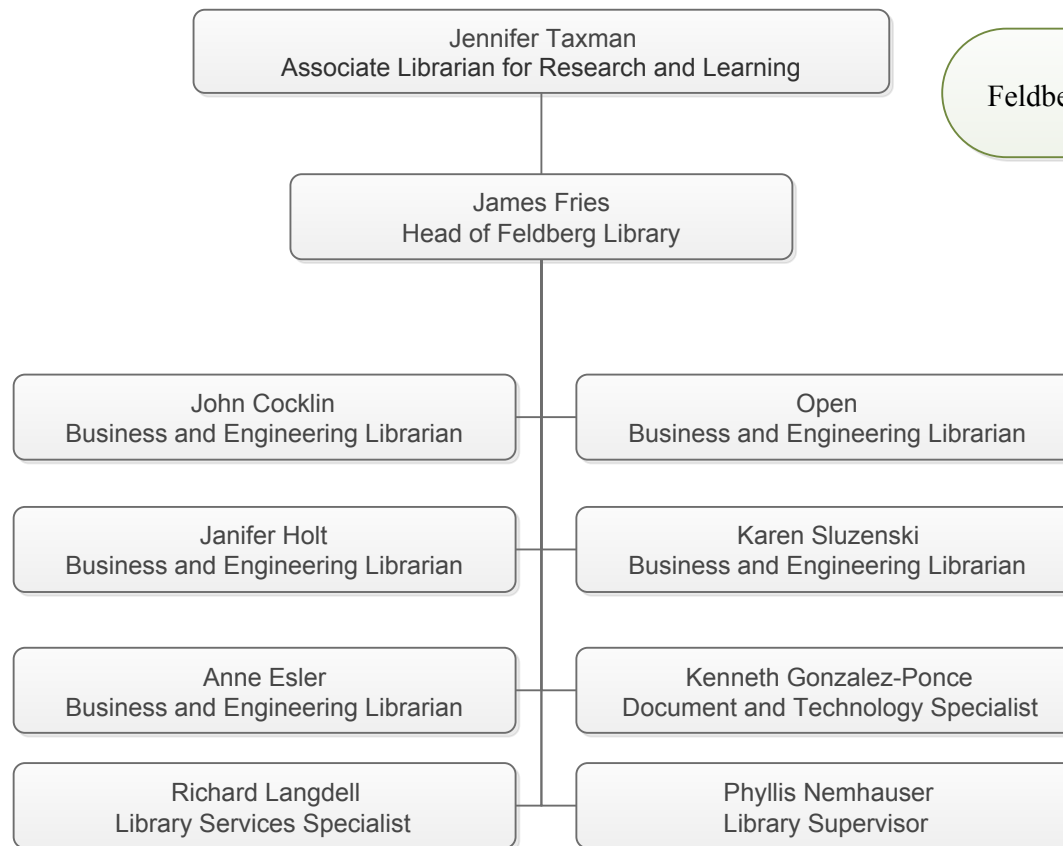 Jennifer Taxman
Associate Librarian for Research and Learning
James Fries
Head of Feldberg Library
John Cocklin
Business and Engineering Librarian
Open
Business and Engineering Librarian
Janifer Holt
Business and Engineering Librarian
Karen Sluzenski
Business and Engineering Librarian
Anne Esler
Business and Engineering Librarian
Kenneth Gonzalez-Ponce
Document and Technology Specialist
Richard Langdell
Library Services Specialist
Phyllis Nemhauser
Library Supervisor